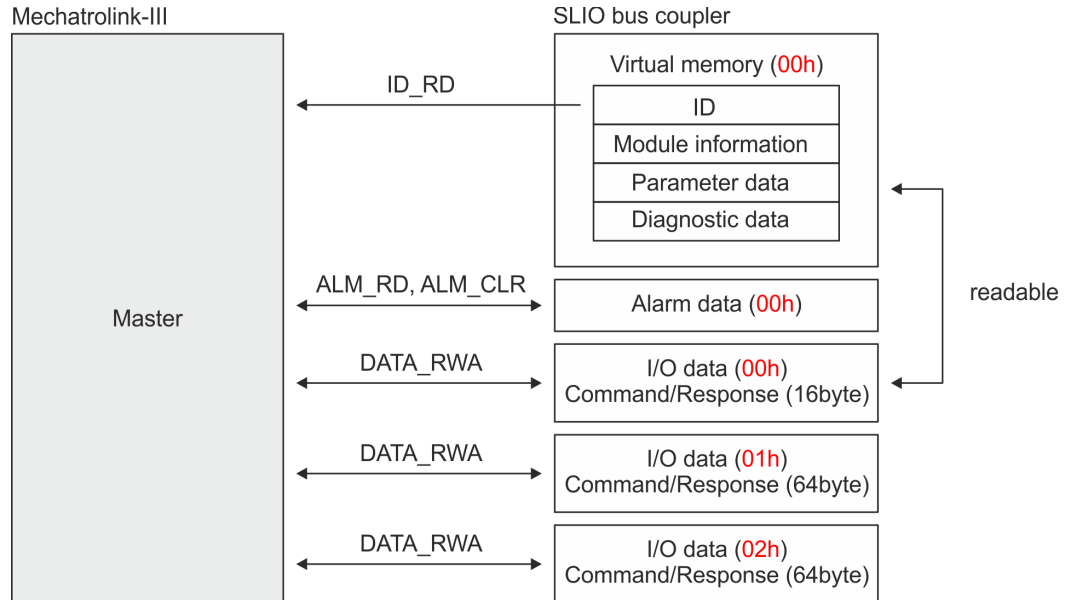 Mechatrolink-III
SLIO bus coupler
Virtual memory (00h)
ID_RD
ID
Module information
Parameter data
Diagnostic data
ALM_RD, ALM_CLR
Alarm data (00h)
readable
Master
DATA_RWA
I/O data (00h)
Command/Response (16byte)
DATA_RWA
I/O data (01h)
Command/Response (64byte)
DATA_RWA
I/O data (02h)
Command/Response (64byte)